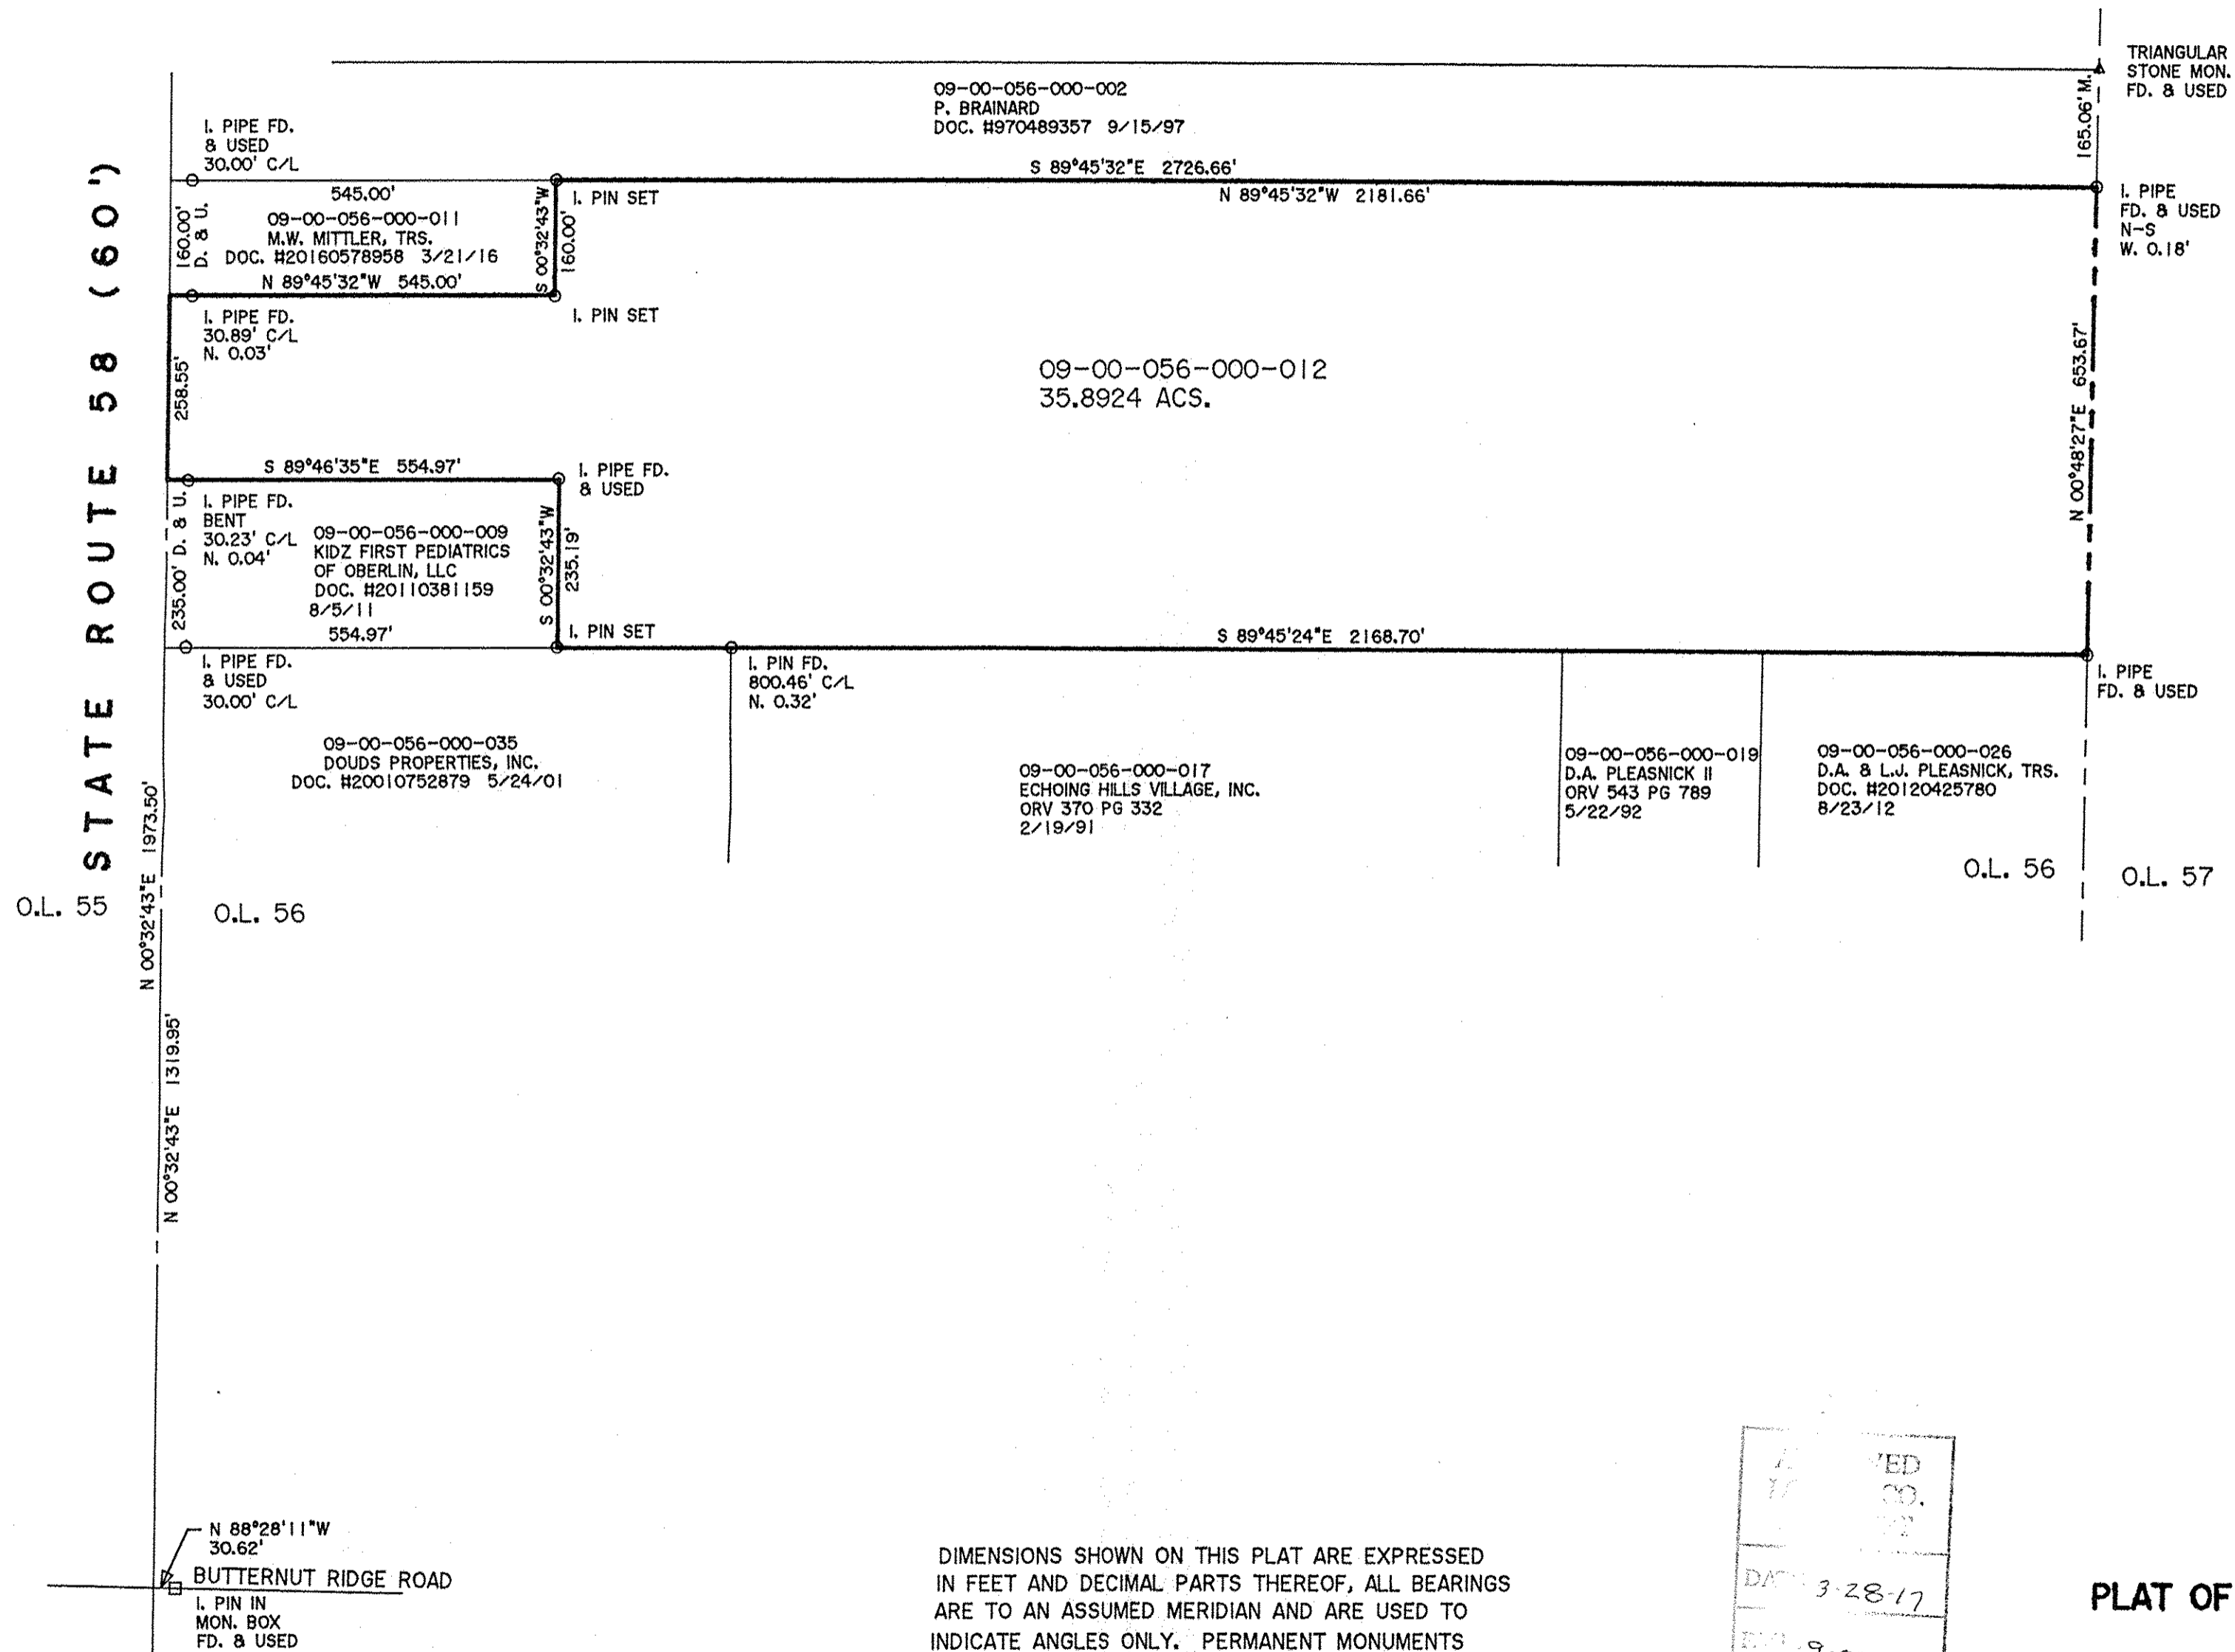 TRIANGULAR
STONE MON.
FD. & USED
165.06' M.
09-00-056-000-002
P. BRAINARD
DOC. #970489357 9/15/97
I. PIPE FD.
& USED
30.00' C/L
S 89°45'32"E 2726.66'
N 89°45'32"W 2181.66'
I. PIPE
FD. & USED
N-S
W. 0.18'
545.00'
I. PIN SET
160.00'
D. & U.
09-00-056-000-011
M.W. MITTLER, TRS.
DOC. #20160578958 3/21/16
S 00°32'43"W
160.00'
N 89°45'32"W 545.00'
I. PIPE FD.
30.89' C/L
N. 0.03'
I. PIN SET
STATE ROUTE 58 (60')
258.55'
09-00-056-000-012
35.8924 ACS.
N 00°48'27"E 653.67'
S 89°46'35"E 554.97'
I. PIPE FD.
& USED
235.00' D. & U.
I. PIPE FD.
BENT
30.23' C/L
N. 0.04'
09-00-056-000-009
KIDZ FIRST PEDIATRICS
OF OBERLIN, LLC
DOC. #20110381159
8/5/11
S 00°32'43"W
235.19'
554.97'
I. PIN SET
S 89°45'24"E 2168.70'
I. PIPE FD.
& USED
30.00' C/L
I. PIN FD.
800.46' C/L
N. 0.32'
I. PIPE
FD. & USED
09-00-056-000-035
DOUDS PROPERTIES, INC.
DOC. #20010752879 5/24/01
09-00-056-000-017
ECHOING HILLS VILLAGE, INC.
ORV 370 PG 332
2/19/91
09-00-056-000-019
D.A. PLEASNICK II
ORV 543 PG 789
5/22/92
09-00-056-000-026
D.A. & L.J. PLEASNICK, TRS.
DOC. #20120425780
8/23/12
O.L. 55
O.L. 56
O.L. 56
O.L. 57
N 00°32'43"E 1973.50'
N 00°32'43"E 1319.95'
N 88°28'11"W
30.62'
BUTTERNUT RIDGE ROAD
I. PIN IN
MON. BOX
FD. & USED
DIMENSIONS SHOWN ON THIS PLAT ARE EXPRESSED
IN FEET AND DECIMAL PARTS THEREOF, ALL BEARINGS
ARE TO AN ASSUMED MERIDIAN AND ARE USED TO
INDICATE ANGLES ONLY. PERMANENT MONUMENTS
3-28-17
PLAT OF